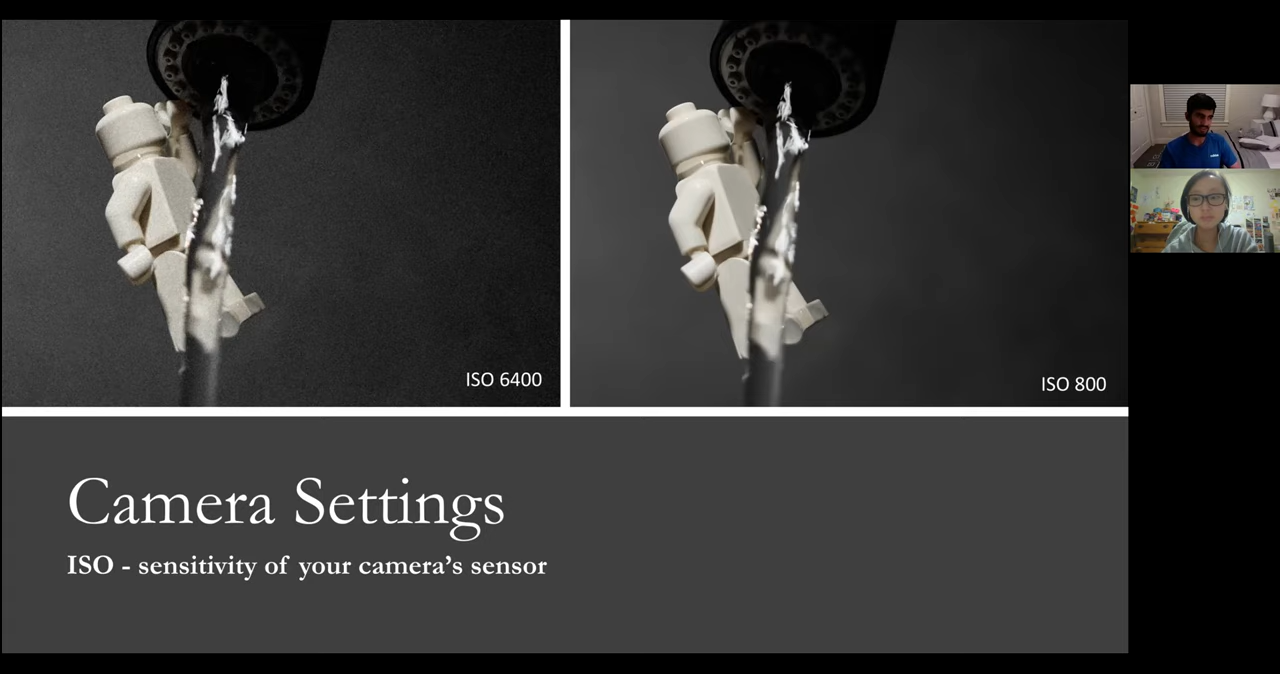 ISO 6400
ISO 800
Camera Settings
ISO - sensitivity of your camera’s sensor